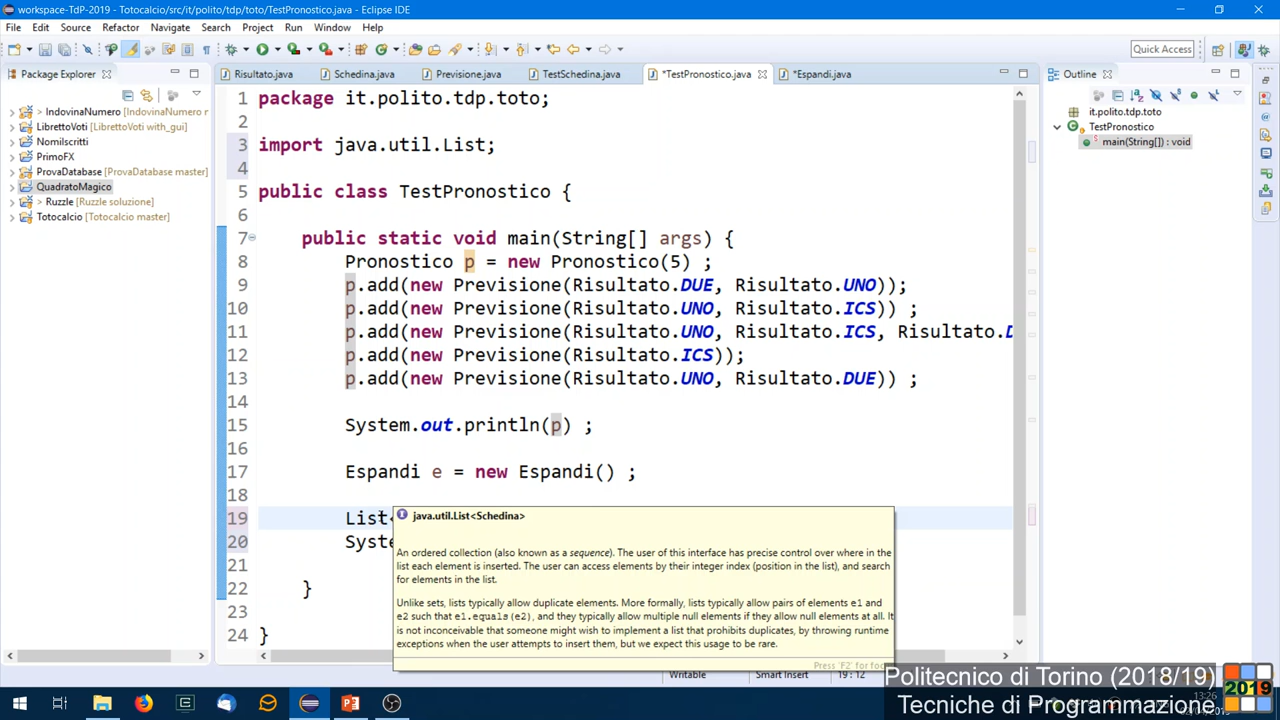 workspace-TdP-2019 - Totocalcio/src/it/polito/tdp/toto/TestPronostico.java - Eclipse IDE
File Edit Source Refactor Navigate Search Project Run Window Help
Quick Access
Package Explorer
Risultato.java Schedina.java Previsione.java TestSchedina.java *TestPronostico.java *Espandi.java
Outline
> IndovinaNumero [IndovinaNumero m
LibrettoVoti [LibrettoVoti with_gui]
NomiIscritti
PrimoFX
ProvaDatabase [ProvaDatabase master]
QuadratoMagico
> Ruzzle [Ruzzle soluzione]
Totocalcio [Totocalcio master]
1 package it.polito.tdp.toto;
2
3 import java.util.List;
4
5 public class TestPronostico {
6
7 public static void main(String[] args) {
8 Pronostico p = new Pronostico(5) ;
9 p.add(new Previsione(Risultato.DUE, Risultato.UNO));
10 p.add(new Previsione(Risultato.UNO, Risultato.ICS)) ;
11 p.add(new Previsione(Risultato.UNO, Risultato.ICS, Risultato.D
12 p.add(new Previsione(Risultato.ICS));
13 p.add(new Previsione(Risultato.UNO, Risultato.DUE)) ;
14
15 System.out.println(p) ;
16
17 Espandi e = new Espandi() ;
18
19 List<
20 Syste
21
22 }
23
24 }
java.util.List<Schedina>
An ordered collection (also known as a sequence). The user of this interface has precise control over where in the
list each element is inserted. The user can access elements by their integer index (position in the list), and search
for elements in the list.
Unlike sets, lists typically allow duplicate elements. More formally, lists typically allow pairs of elements e1 and
e2 such that e1.equals(e2), and they typically allow multiple null elements if they allow null elements at all. It
is not inconceivable that someone might wish to implement a list that prohibits duplicates, by throwing runtime
exceptions when the user attempts to insert them, but we expect this usage to be rare.
Press 'F2' for foc
it.polito.tdp.toto
TestPronostico
main(String[]) : void
Writable Smart Insert 19 : 12
Politecnico di Torino (2018/19)
Tecniche di Programmazione
2019
13:26